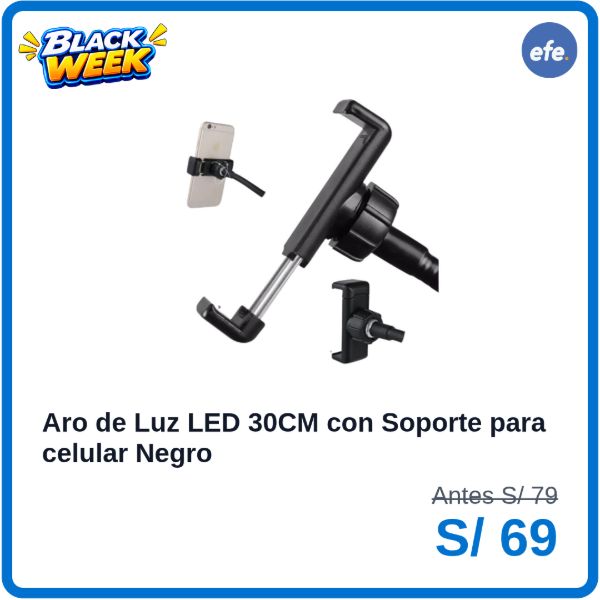 BLACK
WEEK
efe.
Aro de Luz LED 30CM con Soporte para
celular Negro
Antes S/ 79
S/ 69